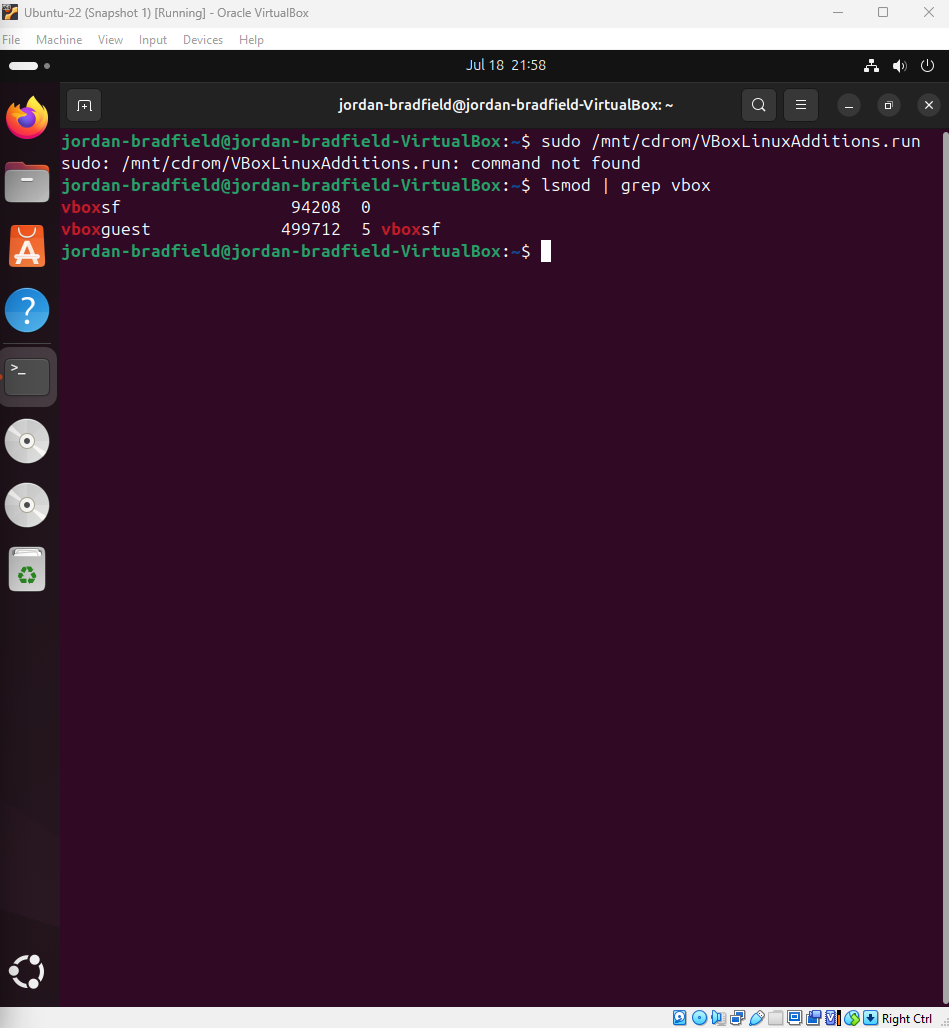 Ubuntu-22 (Snapshot 1) [Running] - Oracle VirtualBox
File Machine View Input Devices Help
Jul 18 21:58
jordan-bradfield@jordan-bradfield-VirtualBox: ~
jordan-bradfield@jordan-bradfield-VirtualBox:~$ sudo /mnt/cdrom/VBoxLinuxAdditions.run
sudo: /mnt/cdrom/VBoxLinuxAdditions.run: command not found
jordan-bradfield@jordan-bradfield-VirtualBox:~$ lsmod | grep vbox
vboxsf                 94208  0
vboxguest             499712  5 vboxsf
jordan-bradfield@jordan-bradfield-VirtualBox:~$
Right Ctrl